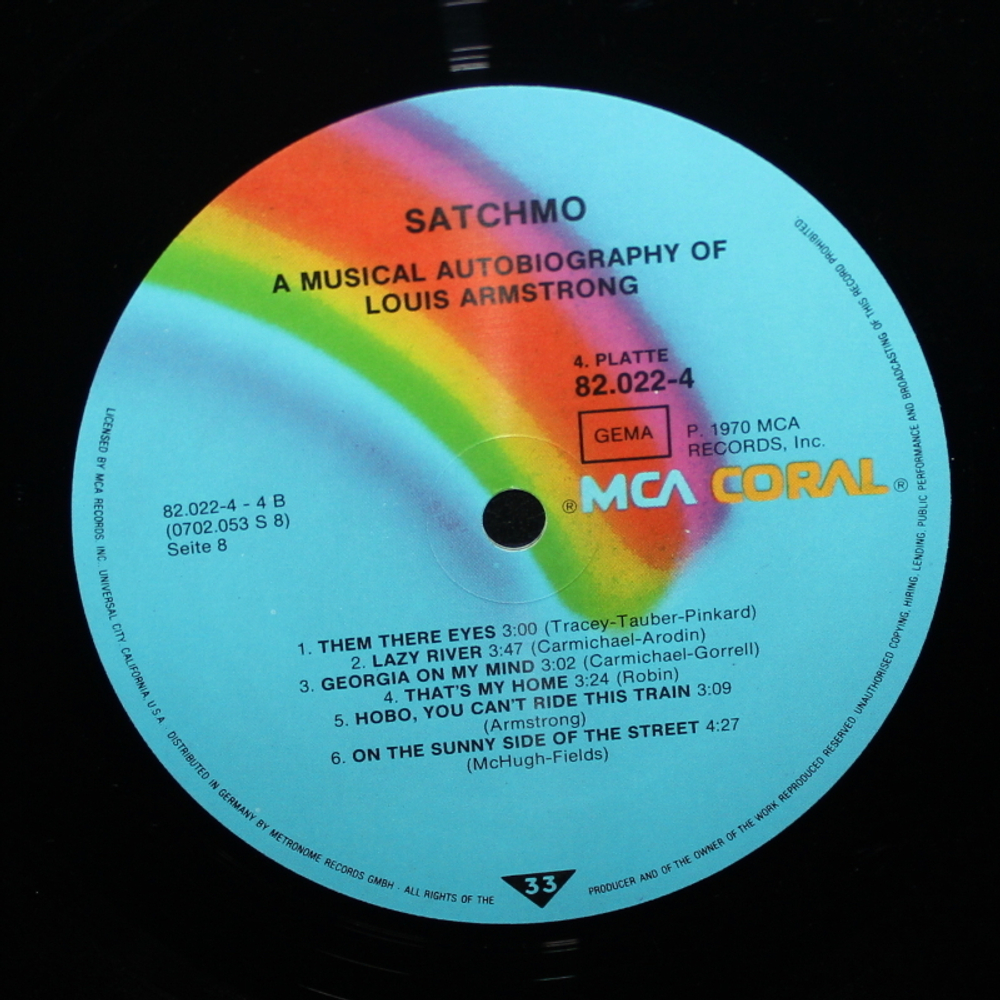 SATCHMO
A MUSICAL AUTOBIOGRAPHY OF
LOUIS ARMSTRONG
4. PLATTE
82.022-4
GEMA
P. 1970 MCA
RECORDS, Inc.
® MCA CORAL ®
82.022-4 - 4 B
(0702.053 S 8)
Seite 8
1. THEM THERE EYES 3:00 (Tracey-Tauber-Pinkard)
2. LAZY RIVER 3:47 (Carmichael-Arodin)
3. GEORGIA ON MY MIND 3:02 (Carmichael-Gorrell)
4. THAT'S MY HOME 3:24 (Robin)
5. HOBO, YOU CAN'T RIDE THIS TRAIN 3:09
(Armstrong)
6. ON THE SUNNY SIDE OF THE STREET 4:27
(McHugh-Fields)
33
LICENSED BY MCA RECORDS. INC. UNIVERSAL CITY. CALIFORNIA, U.S.A. DISTRIBUTED IN GERMANY BY METRONOME RECORDS GMBH - ALL RIGHTS OF THE
PRODUCER AND OF THE OWNER OF THE WORK REPRODUCED RESERVED UNAUTHORISED COPYING, HIRING, LENDING, PUBLIC PERFORMANCE AND BROADCASTING OF THIS RECORD PROHIBITED.